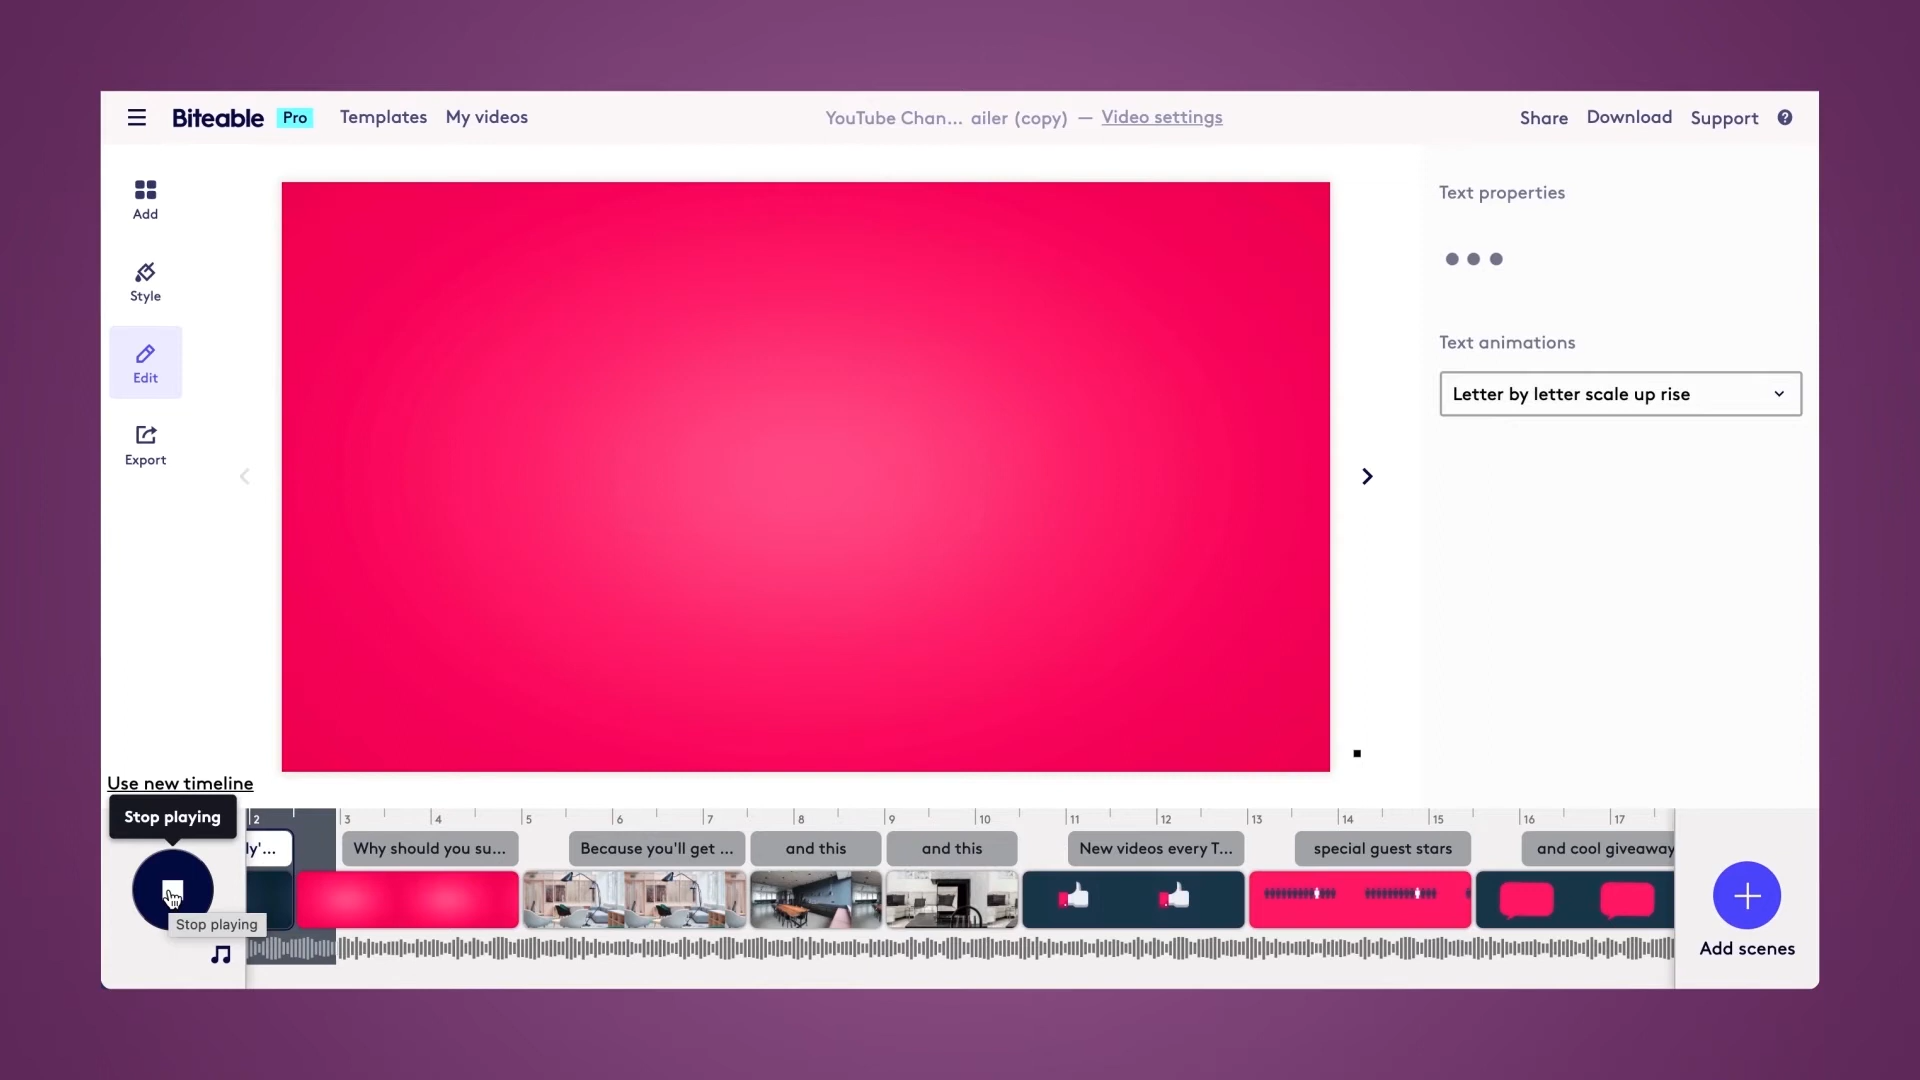 Biteable Pro Templates My videos YouTube Chan... ailer (copy) — Video settings Share Download Support ?
Add
Style
Edit
Export
Text properties
Text animations
Letter by letter scale up rise
Use new timeline
Stop playing
2 3 4 5 6 7 8 9 10 11 12 13 14 15 16 17
ly'... Why should you su... Because you'll get ... and this and this New videos every T... special guest stars and cool giveaway
Stop playing
Add scenes